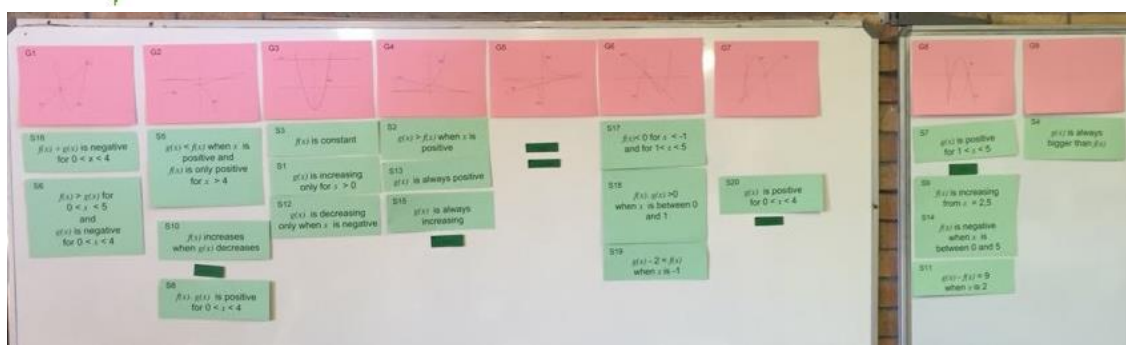 G1
G2
G3
G4
G5
G6
G7
G8
G9
S16
f(x) + g(x) is negative
for 0 < x < 4
S6
f(x) > g(x) for
0 < x < 5
and
g(x) is negative
for 0 < x < 4
S5
g(x) < f(x) when x is
positive and
f(x) is only positive
for x > 4
S10
f(x) increases
when g(x) decreases
S8
f(x). g(x) is positive
for 0 < x < 4
S3
f(x) is constant
S1
g(x) is increasing
only for x > 0
S12
g(x) is decreasing
only when x is negative
S2
g(x) > f(x) when x is
positive
S13
g(x) is always positive
S15
g(x) is always
increasing
S17
f(x)< 0 for x < -1
and for 1< x < 5
S18
f(x). g(x) >0
when x is between 0
and 1
S19
g(x) - 2 = f(x)
when x is -1
S20
g(x) is positive
for 0 < x < 4
S7
g(x) is positive
for 1 < x < 5
S9
f(x) is increasing
from x = 2,5
S14
f(x) is negative
when x is
between 0 and 5
S11
g(x) - f(x) = 9
when x is 2
S4
g(x) is always
bigger than f(x)